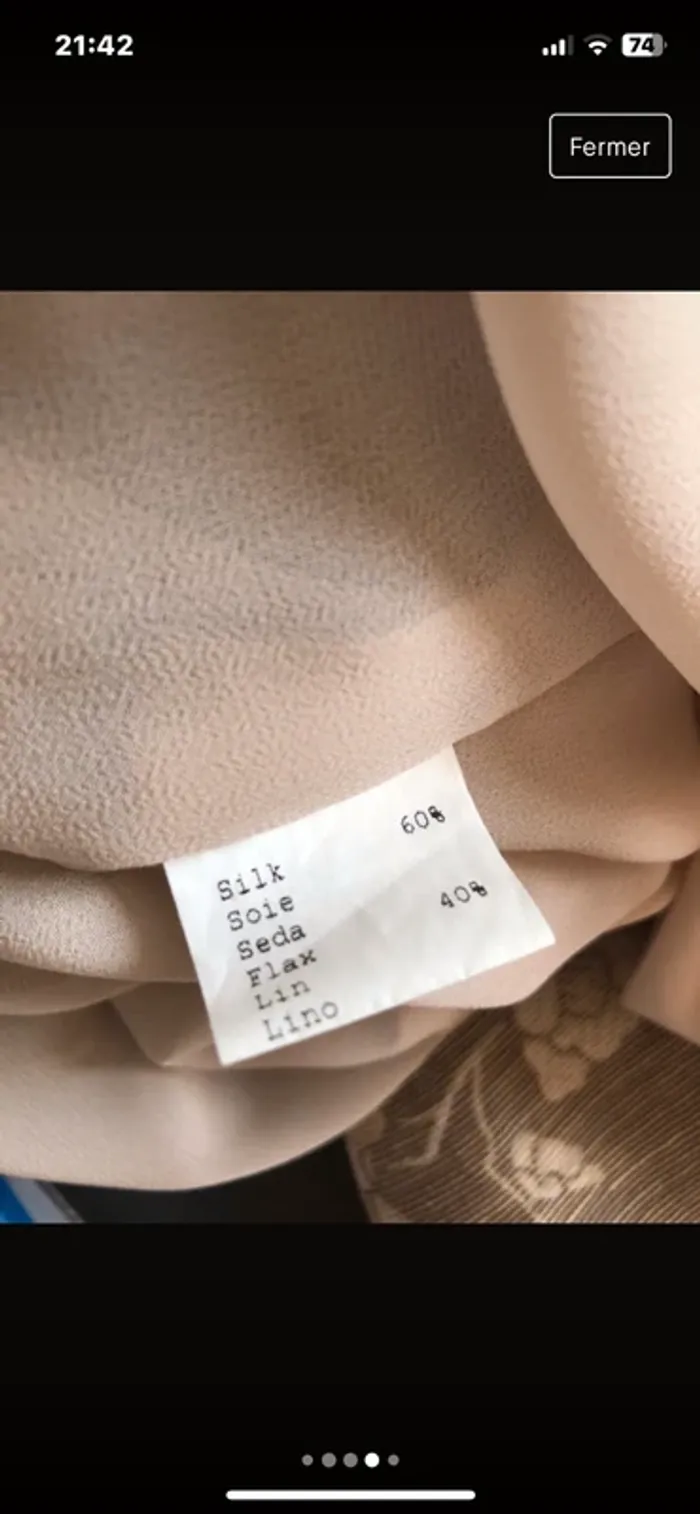 21:42
74
Fermer
Silk 60%
Soie
Seda
Flax 40%
Lin
Lino